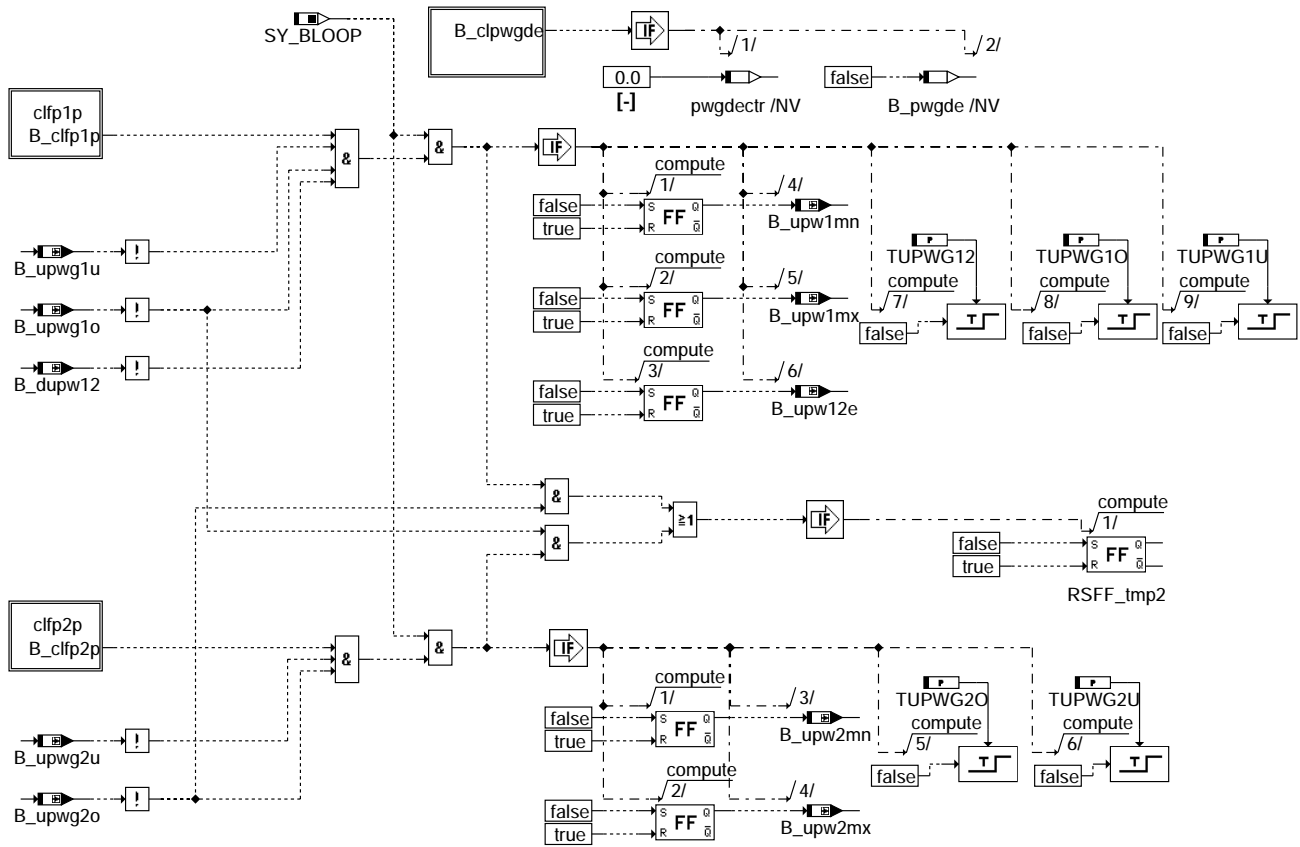 SY_BLOOP
B_clpwgde
IF
1/
2/
0.0
[-]
pwgdectr /NV
false
B_pwgde /NV
clfp1p
B_clfp1p
&
&
IF
compute
1/
4/
false
true
S Q
FF
R Q
B_upw1mn
B_upwg1u
!
B_upwg1o
!
B_dupw12
!
compute
2/
5/
false
true
S Q
FF
R Q
B_upw1mx
compute
3/
6/
false
true
S Q
FF
R Q
B_upw12e
P
TUPWG12
compute
7/
false
T
P
TUPWG1O
compute
8/
false
T
P
TUPWG1U
compute
9/
false
T
&
&
≥1
IF
compute
1/
false
true
S Q
FF
R Q
RSFF_tmp2
clfp2p
B_clfp2p
&
&
IF
compute
1/
3/
false
true
S Q
FF
R Q
B_upw2mn
B_upwg2u
!
B_upwg2o
!
compute
2/
4/
false
true
S Q
FF
R Q
B_upw2mx
P
TUPWG2O
compute
5/
false
T
P
TUPWG2U
compute
6/
false
T